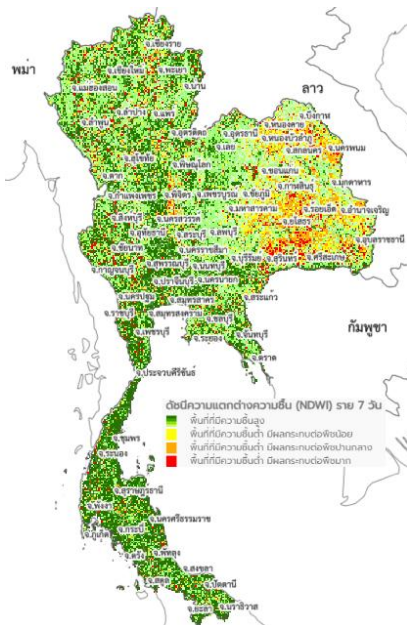 พม่า
ลาว
กัมพูชา
จ.เชียงราย
จ.เชียงใหม่
จ.พะเยา
จ.แม่ฮ่องสอน
จ.น่าน
จ.ลำปาง
จ.แพร่
จ.ลำพูน
จ.อุตรดิตถ์
จ.สุโขทัย
จ.พิษณุโลก
จ.ตาก
จ.เลย
จ.อุดรธานี
จ.หนองคาย
จ.บึงกาฬ
จ.หนองบัวลำภู
จ.สกลนคร
จ.นครพนม
จ.ขอนแก่น
จ.กาฬสินธุ์
จ.มุกดาหาร
จ.กำแพงเพชร
จ.พิจิตร
จ.เพชรบูรณ์
จ.ชัยภูมิ
จ.มหาสารคาม
จ.ร้อยเอ็ด
จ.อำนาจเจริญ
จ.ยโสธร
จ.สิงห์บุรี
จ.นครสวรรค์
จ.อุทัยธานี
จ.สระบุรี
จ.ลพบุรี
จ.ชัยนาท
จ.นครราชสีมา
จ.บุรีรัมย์
จ.สุรินทร์
จ.ศรีสะเกษ
จ.อุบลราชธานี
จ.สุพรรณบุรี
จ.นนทบุรี
จ.กาญจนบุรี
จ.ปราจีนบุรี
จ.นครนายก
จ.นครปฐม
จ.สมุทรสาคร
จ.สระแก้ว
จ.ราชบุรี
จ.สมุทรสงคราม
จ.ชลบุรี
จ.เพชรบุรี
จ.ระยอง
จ.จันทบุรี
จ.ตราด
จ.ประจวบคีรีขันธ์
ดัชนีความแตกต่างความชื้น (NDWI) ราย 7 วัน
พื้นที่ที่มีความชื้นสูง
พื้นที่ที่มีความชื้นต่ำ มีผลกระทบต่อพืชน้อย
พื้นที่ที่มีความชื้นต่ำ มีผลกระทบต่อพืชปานกลาง
พื้นที่ที่มีความชื้นต่ำ มีผลกระทบต่อพืชมาก
จ.ชุมพร
จ.ระนอง
จ.สุราษฎรธานี
จ.พังงา
จ.นครศรีธรรมราช
จ.กระบี่
จ.ภูเก็ต
จ.ตรัง
จ.พัทลุง
จ.สงขลา
จ.สตูล
จ.ปัตตานี
จ.ยะลา
จ.นราธิวาส